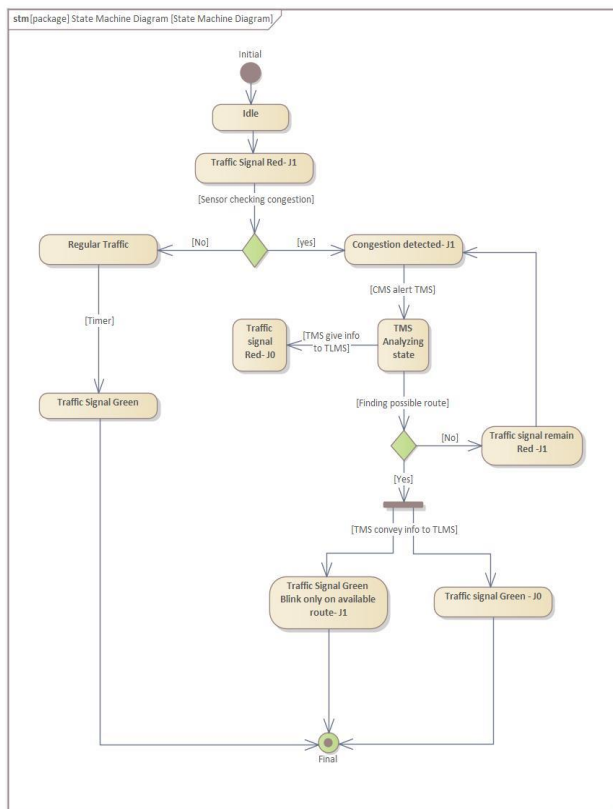 stm [package] State Machine Diagram [State Machine Diagram]
Initial
Idle
Traffic Signal Red- J1
[Sensor checking congestion]
Regular Traffic
[No]
[yes]
Congestion detected- J1
[CMS alert TMS]
[Timer]
Traffic
signal
Red- J0
[TMS give info
to TLMS]
TMS
Analyzing
state
Traffic Signal Green
[Finding possible route]
[No]
Traffic signal remain
Red -J1
[Yes]
[TMS convey info to TLMS]
Traffic Signal Green
Blink only on available
route- J1
Traffic signal Green - J0
Final